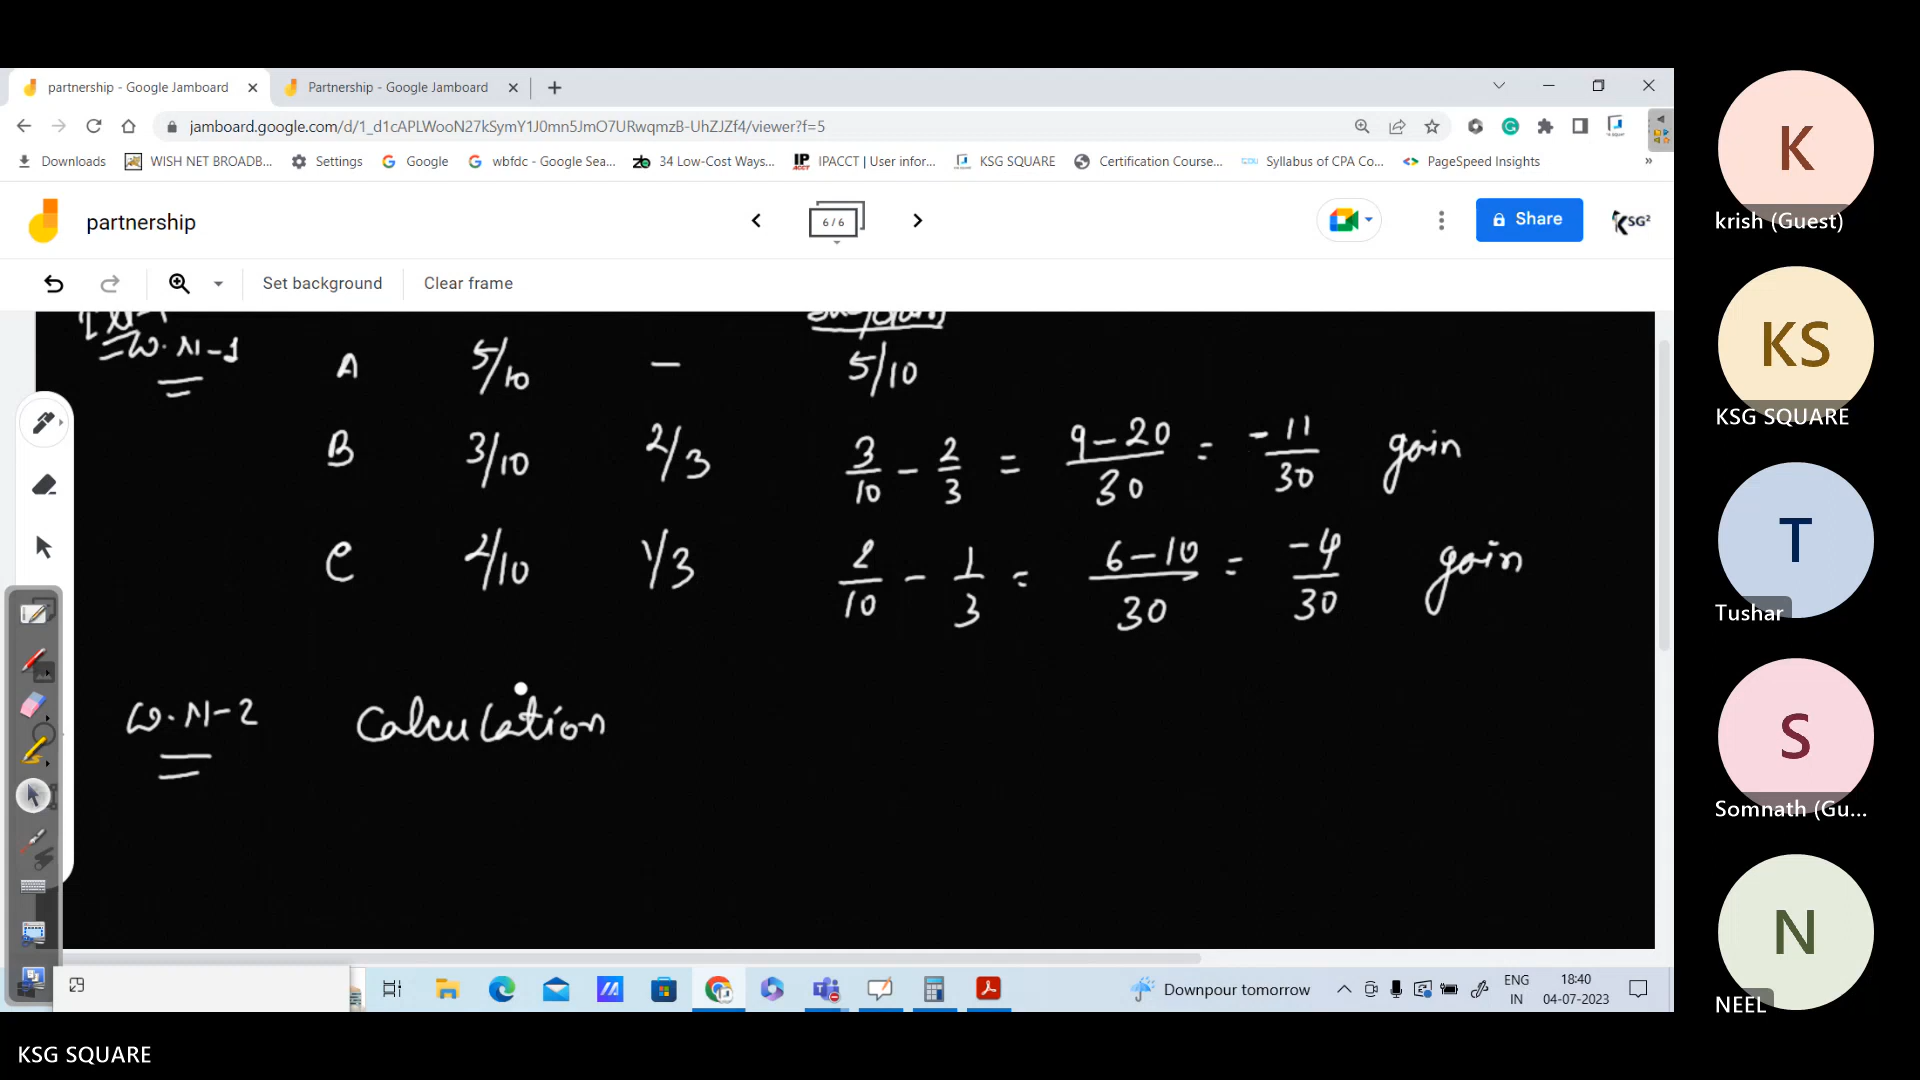 partnership - Google Jamboard
Partnership - Google Jamboard
jamboard.google.com/d/1_d1cAPLWooN27kSymY1J0mn5JmO7URwqmzB-UhZJZf4/viewer?f=5
Downloads WISH NET BROADB... Settings Google wbfdc - Google Sea... 34 Low-Cost Ways... IPACCT | User infor... KSG SQUARE Certification Course... Syllabus of CPA Co... PageSpeed Insights »
partnership 6 / 6 Share KSG²
Set background Clear frame
W.N-1
A 5/10 — 5/10
B 3/10 2/3 3/10 - 2/3 = 9-20/30 = -11/30 gain
C 2/10 1/3 2/10 - 1/3 = 6-10/30 = -4/30 gain
W.N-2 Calculation
Downpour tomorrow
ENG
IN
18:40
04-07-2023
K
krish (Guest)
KS
KSG SQUARE
T
Tushar
S
Somnath (Gu...
N
NEEL
KSG SQUARE